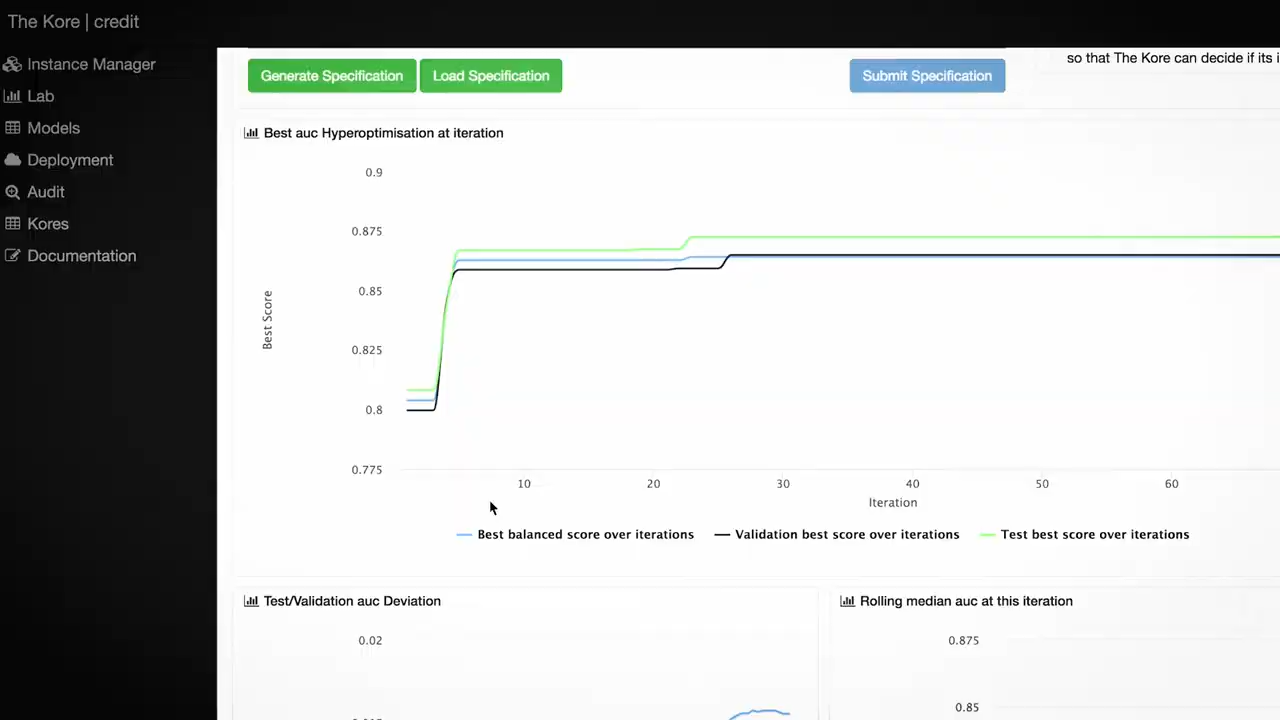 The Kore | credit
Instance Manager
Lab
Models
Deployment
Audit
Kores
Documentation
Generate Specification
Load Specification
Submit Specification
so that The Kore can decide if its i
Best auc Hyperoptimisation at iteration
0.9
0.875
0.85
0.825
0.8
0.775
Best Score
10
20
30
40
50
60
Iteration
Best balanced score over iterations
Validation best score over iterations
Test best score over iterations
Test/Validation auc Deviation
0.02
Rolling median auc at this iteration
0.875
0.85